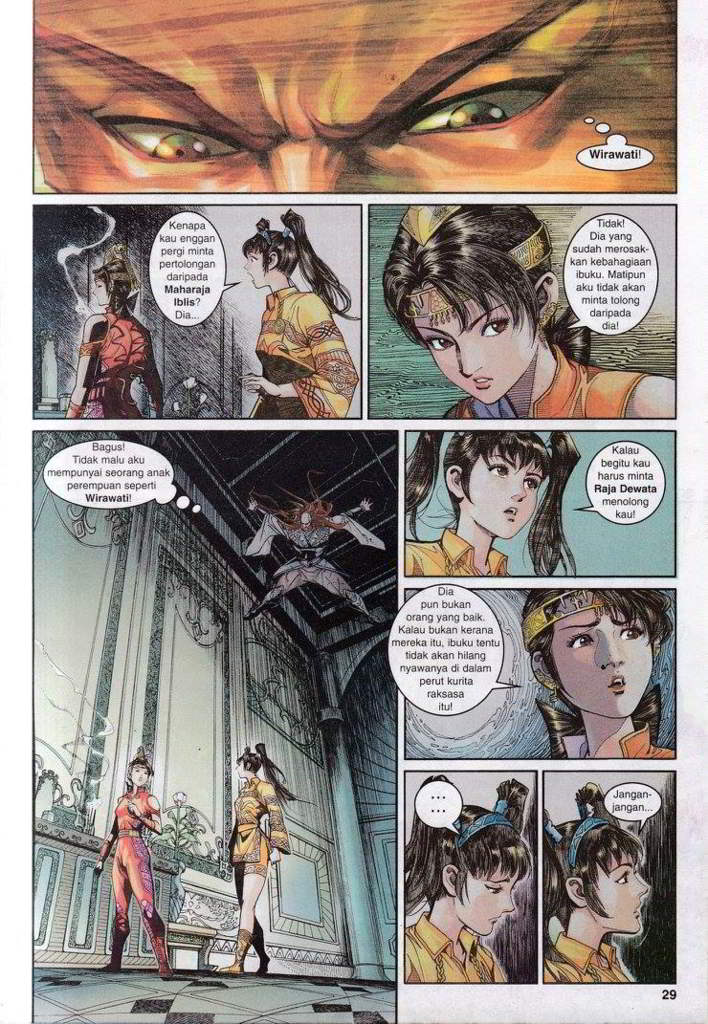 Wirawati!
Kenapa
kau enggan
pergi minta
pertolongan
daripada
Maharaja
Iblis?
Dia...
Tidak!
Dia yang
sudah merosak-
kan kebahagiaan
ibuku. Matipun
aku tidak akan
minta tolong
daripada
dia!
Bagus!
Tidak malu aku
mempunyai seorang anak
perempuan seperti
Wirawati!
Kalau
begitu kau
harus minta
Raja Dewata
menolong
kau!
Dia
pun bukan
orang yang baik.
Kalau bukan kerana
mereka itu, ibuku tentu
tidak akan hilang
nyawanya di dalam
perut kurita
raksasa
itu!
...
...
Jangan-
jangan...
29